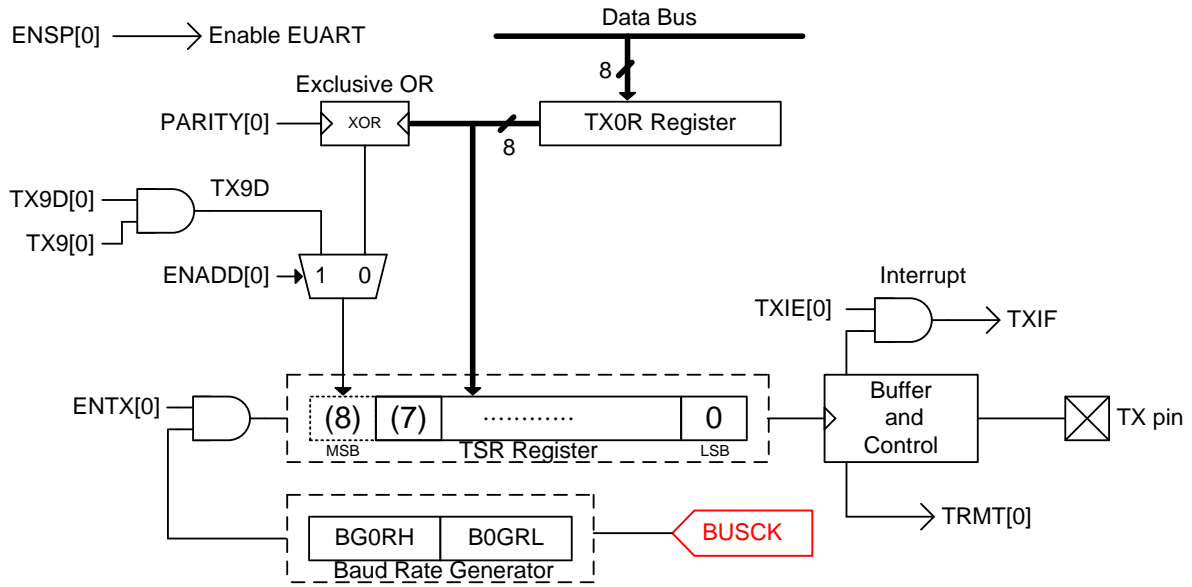 Data Bus
ENSP[0]
Enable EUART
8
Exclusive OR
PARITY[0]
XOR
TX0R Register
8
TX9D[0]
TX9D
TX9[0]
ENADD[0]
1 0
Interrupt
TXIE[0]
TXIF
ENTX[0]
(8)
(7)
............
0
MSB
TSR Register
LSB
Buffer
and
Control
TX pin
TRMT[0]
BG0RH
B0GRL
BUSCK
Baud Rate Generator